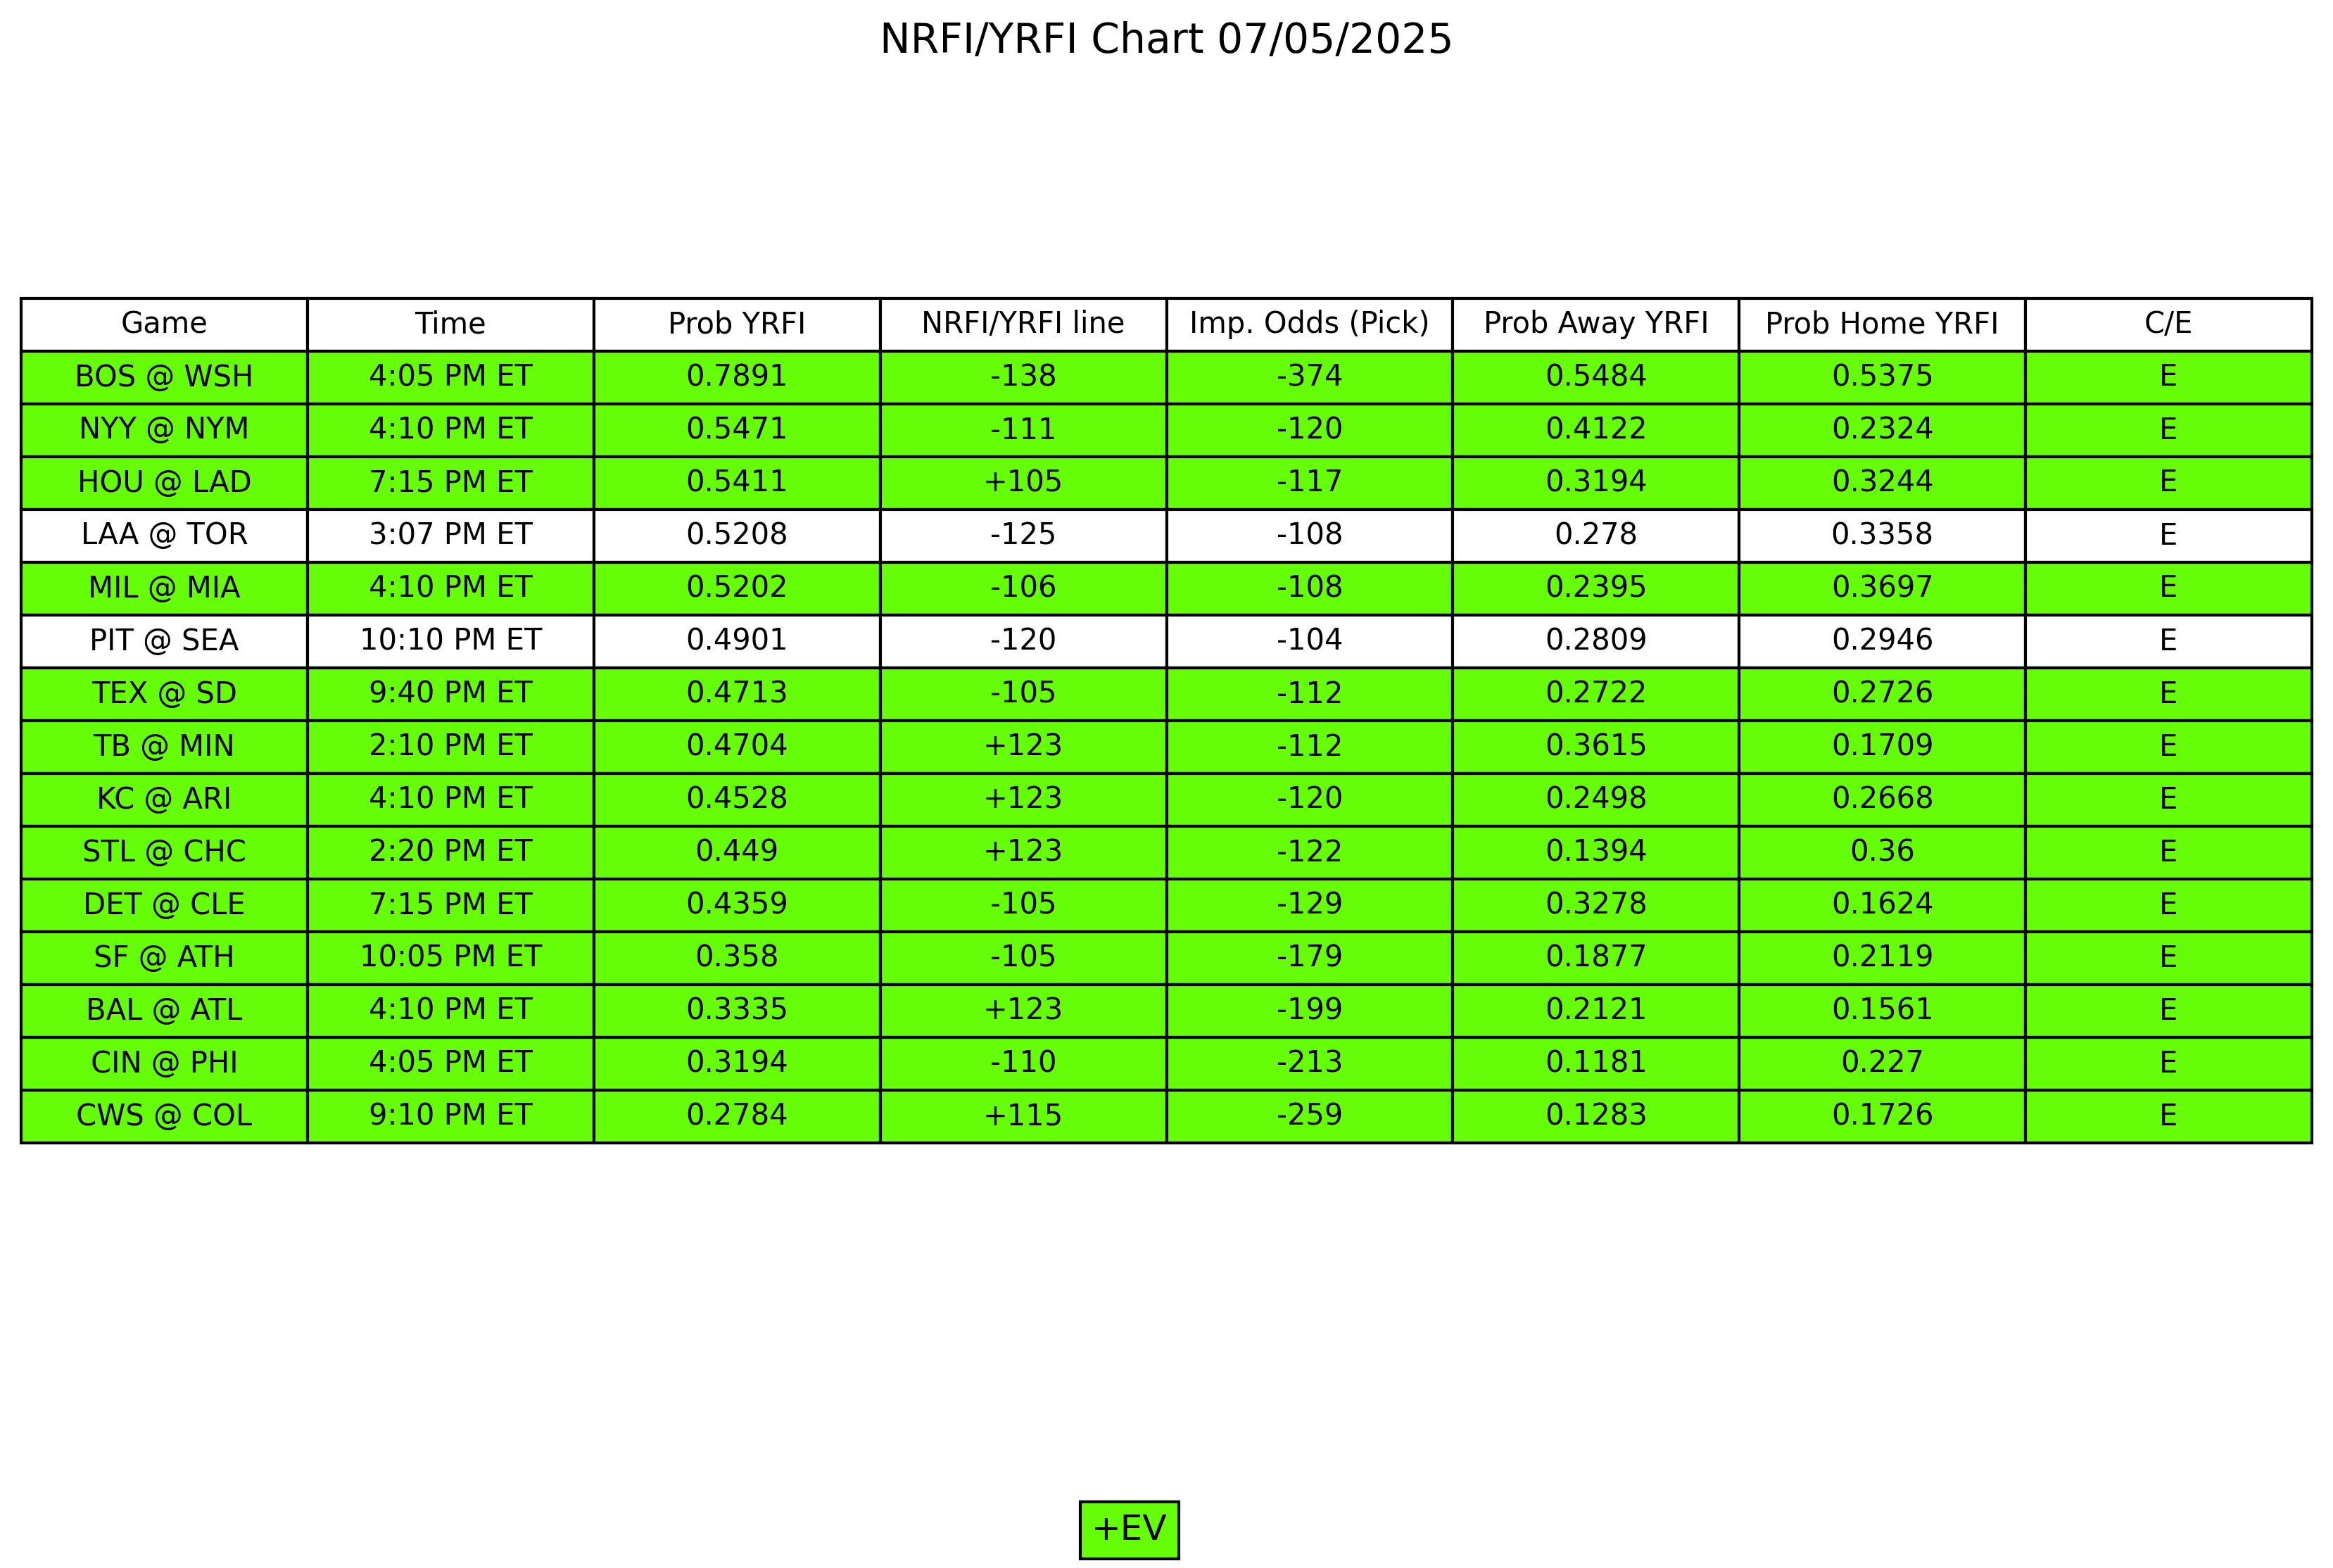 NRFI/YRFI Chart 07/05/2025
Game Time Prob YRFI NRFI/YRFI line Imp. Odds (Pick) Prob Away YRFI Prob Home YRFI C/E
BOS @ WSH 4:05 PM ET 0.7891 -138 -374 0.5484 0.5375 E
NYY @ NYM 4:10 PM ET 0.5471 -111 -120 0.4122 0.2324 E
HOU @ LAD 7:15 PM ET 0.5411 +105 -117 0.3194 0.3244 E
LAA @ TOR 3:07 PM ET 0.5208 -125 -108 0.278 0.3358 E
MIL @ MIA 4:10 PM ET 0.5202 -106 -108 0.2395 0.3697 E
PIT @ SEA 10:10 PM ET 0.4901 -120 -104 0.2809 0.2946 E
TEX @ SD 9:40 PM ET 0.4713 -105 -112 0.2722 0.2726 E
TB @ MIN 2:10 PM ET 0.4704 +123 -112 0.3615 0.1709 E
KC @ ARI 4:10 PM ET 0.4528 +123 -120 0.2498 0.2668 E
STL @ CHC 2:20 PM ET 0.449 +123 -122 0.1394 0.36 E
DET @ CLE 7:15 PM ET 0.4359 -105 -129 0.3278 0.1624 E
SF @ ATH 10:05 PM ET 0.358 -105 -179 0.1877 0.2119 E
BAL @ ATL 4:10 PM ET 0.3335 +123 -199 0.2121 0.1561 E
CIN @ PHI 4:05 PM ET 0.3194 -110 -213 0.1181 0.227 E
CWS @ COL 9:10 PM ET 0.2784 +115 -259 0.1283 0.1726 E
+EV